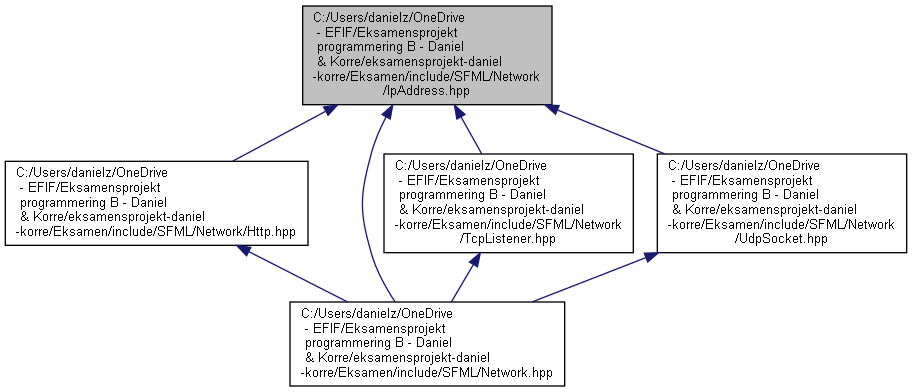 C:/Users/danielz/OneDrive
- EFIF/Eksamensprojekt
programmering B - Daniel
& Korre/eksamensprojekt-daniel
-korre/Eksamen/include/SFML/Network
/IpAddress.hpp
C:/Users/danielz/OneDrive
- EFIF/Eksamensprojekt
programmering B - Daniel
& Korre/eksamensprojekt-daniel
-korre/Eksamen/include/SFML/Network/Http.hpp
C:/Users/danielz/OneDrive
- EFIF/Eksamensprojekt
programmering B - Daniel
& Korre/eksamensprojekt-daniel
-korre/Eksamen/include/SFML/Network
/TcpListener.hpp
C:/Users/danielz/OneDrive
- EFIF/Eksamensprojekt
programmering B - Daniel
& Korre/eksamensprojekt-daniel
-korre/Eksamen/include/SFML/Network
/UdpSocket.hpp
C:/Users/danielz/OneDrive
- EFIF/Eksamensprojekt
programmering B - Daniel
& Korre/eksamensprojekt-daniel
-korre/Eksamen/include/SFML/Network.hpp